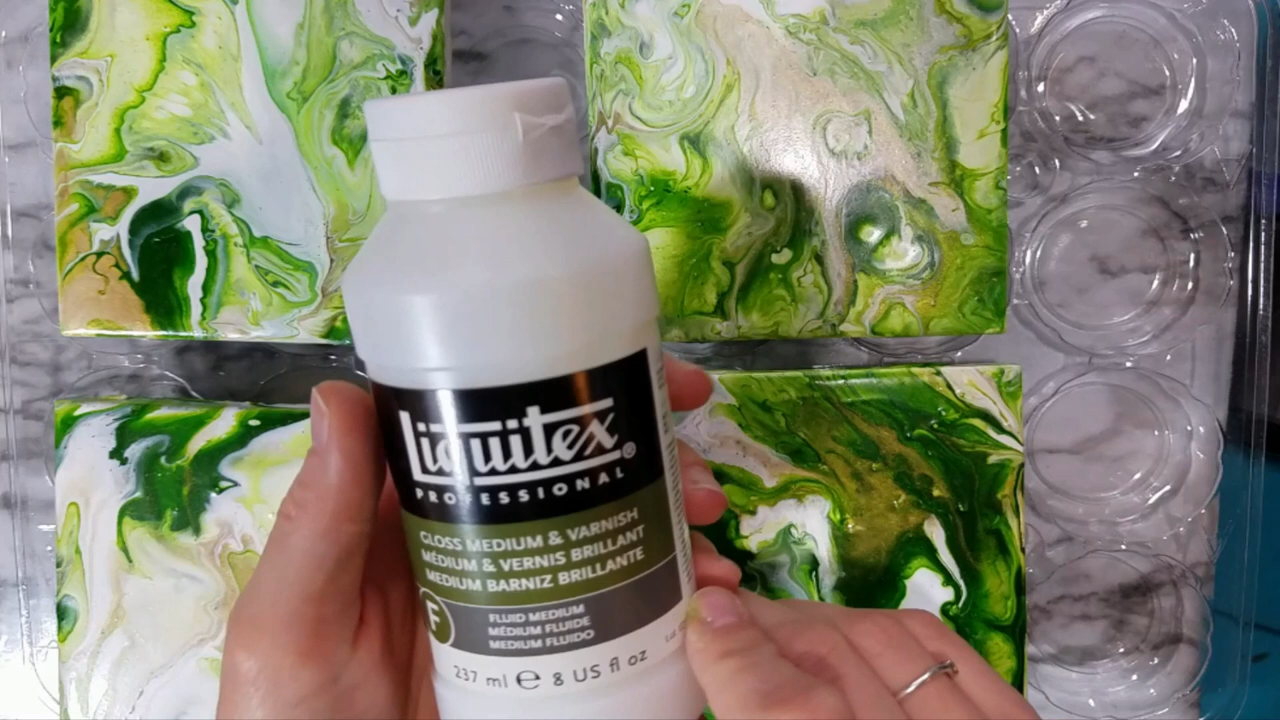 Liquitex®
PROFESSIONAL
GLOSS MEDIUM & VARNISH
MÉDIUM & VERNIS BRILLANT
MEDIUM BARNIZ BRILLANTE
F
FLUID MEDIUM
MÉDIUM FLUIDE
MEDIUM FLUIDO
237 ml e 8 US fl oz